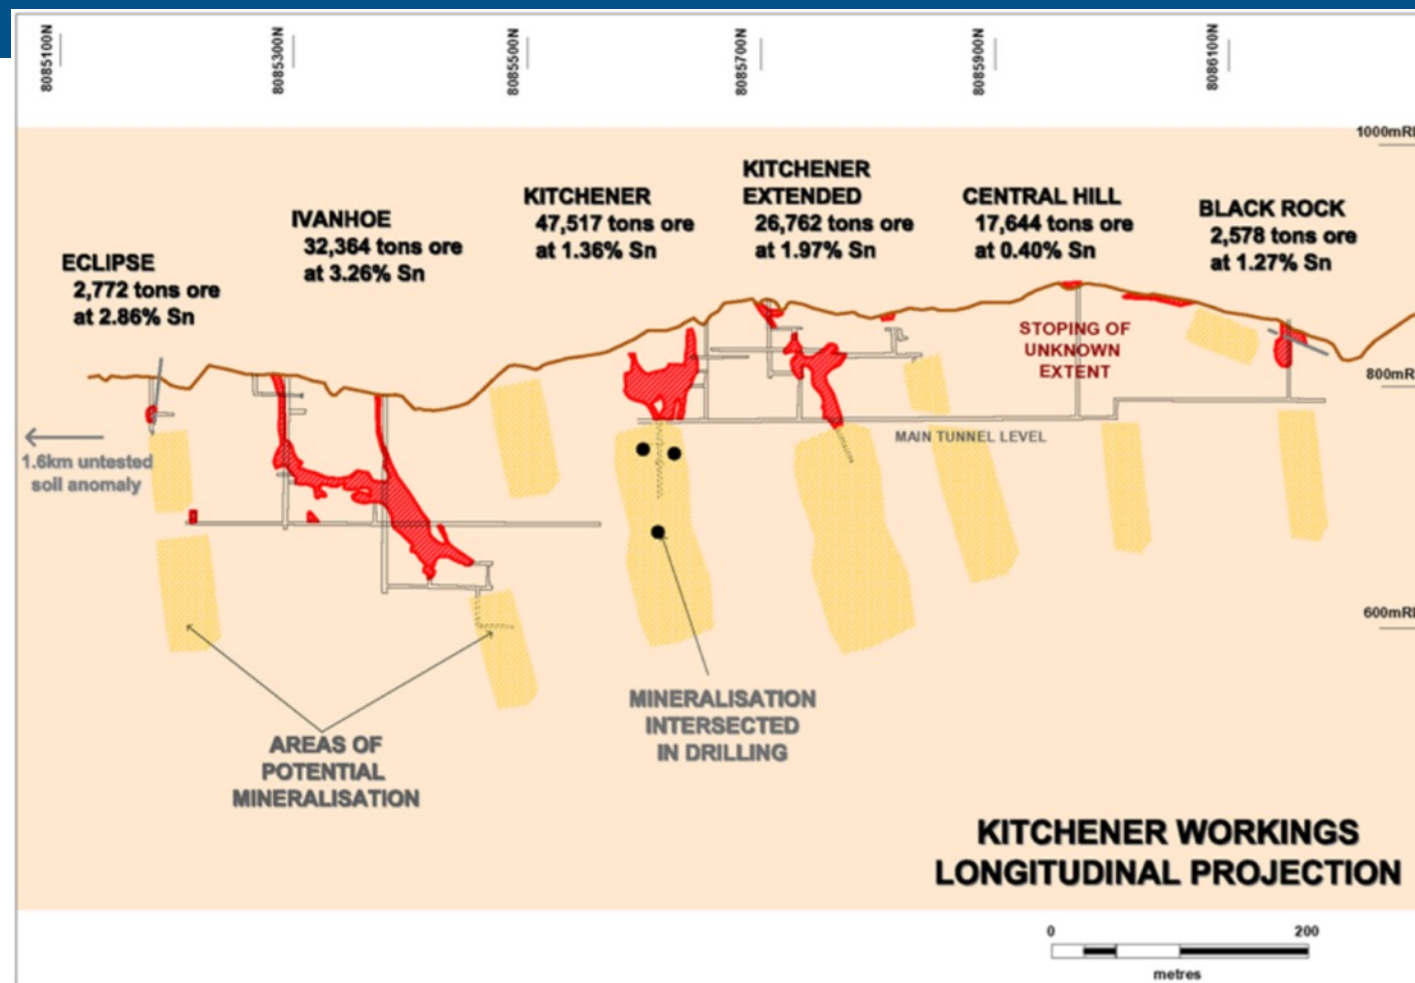 8085100N
8085300N
8085500N
8085700N
8085900N
8086100N
1000mRL
ECLIPSE
2,772 tons ore
at 2.86% Sn
IVANHOE
32,364 tons ore
at 3.26% Sn
KITCHENER
47,517 tons ore
at 1.36% Sn
KITCHENER
EXTENDED
26,762 tons ore
at 1.97% Sn
CENTRAL HILL
17,644 tons ore
at 0.40% Sn
BLACK ROCK
2,578 tons ore
at 1.27% Sn
STOPING OF
UNKNOWN
EXTENT
800mRL
MAIN TUNNEL LEVEL
1.6km untested
soil anomaly
600mRL
MINERALISATION
INTERSECTED
IN DRILLING
AREAS OF
POTENTIAL
MINERALISATION
KITCHENER WORKINGS
LONGITUDINAL PROJECTION
0 200
metres